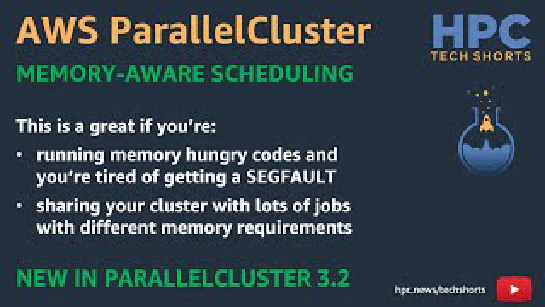 AWS ParallelCluster
HPC
TECH SHORTS
MEMORY-AWARE SCHEDULING
This is a great if you're:
• running memory hungry codes and
you're tired of getting a SEGFAULT
• sharing your cluster with lots of jobs
with different memory requirements
NEW IN PARALLELCLUSTER 3.2
hpc.news/techshorts